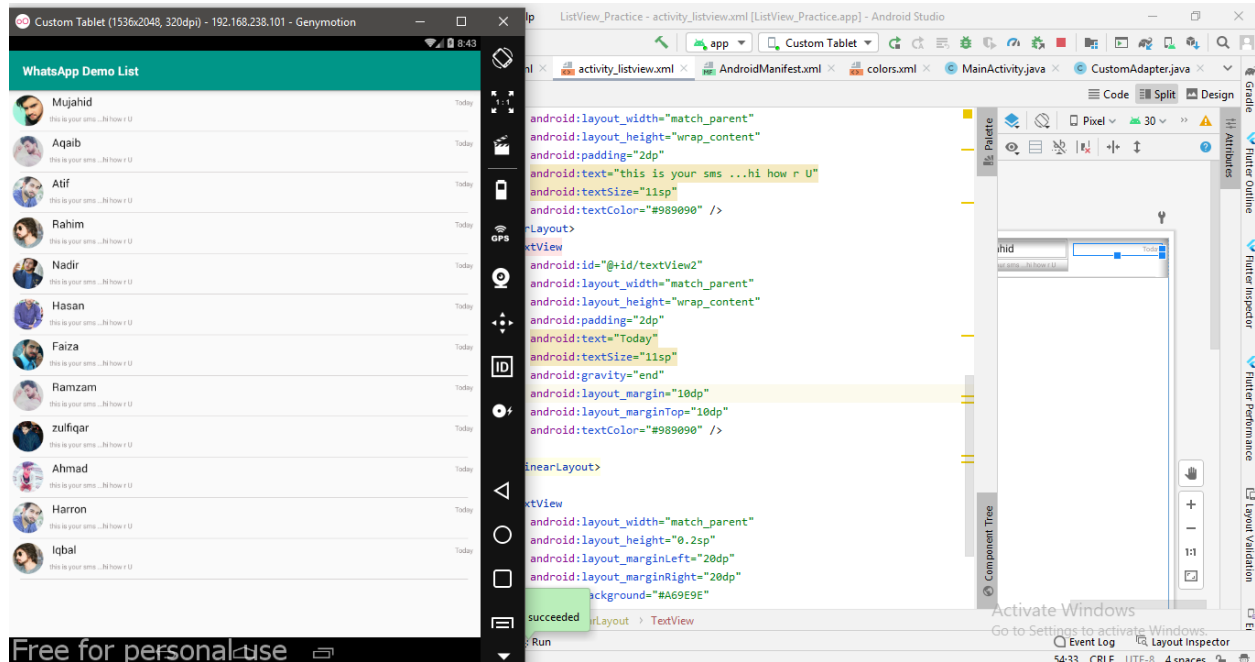 Custom Tablet (1536x2048, 320dpi) - 192.168.238.101 - Genymotion
lp
ListView_Practice - activity_listview.xml [ListView_Practice.app] - Android Studio
8:43
app
Custom Tablet
WhatsApp Demo List
activity_listview.xml
AndroidManifest.xml
colors.xml
MainActivity.java
CustomAdapter.java
Code
Split
Design
Mujahid
Today
this is your sms ...hi how r U
Aqaib
Today
this is your sms ...hi how r U
Atif
Today
this is your sms ...hi how r U
Rahim
Today
this is your sms ...hi how r U
Nadir
Today
this is your sms ...hi how r U
Hasan
Today
this is your sms ...hi how r U
Faiza
Today
this is your sms ...hi how r U
Ramzam
Today
this is your sms ...hi how r U
zulfiqar
Today
this is your sms ...hi how r U
Ahmad
Today
this is your sms ...hi how r U
Harron
Today
this is your sms ...hi how r U
Iqbal
Today
this is your sms ...hi how r U
Free for personal use
1:1
GPS
ID
android:layout_width="match_parent"
android:layout_height="wrap_content"
android:padding="2dp"
android:text="this is your sms ...hi how r U"
android:textSize="11sp"
android:textColor="#989090" />
rLayout>
xtView
android:id="@+id/textView2"
android:layout_width="match_parent"
android:layout_height="wrap_content"
android:padding="2dp"
android:text="Today"
android:textSize="11sp"
android:gravity="end"
android:layout_margin="10dp"
android:layout_marginTop="10dp"
android:textColor="#989090" />
inearLayout>
xtView
android:layout_width="match_parent"
android:layout_height="0.2sp"
android:layout_marginLeft="20dp"
android:layout_marginRight="20dp"
ackground="#A69E9E"
succeeded
rLayout > TextView
Run
Palette
Component Tree
Pixel
30
Attributes
hid
Today
1:1
Gradle
Flutter Outline
Flutter Inspector
Flutter Performance
Layout Validation
Activate Windows
Go to Settings to activate Windows.
Event Log
Layout Inspector
54:33 CRLF UTF-8 4 spaces